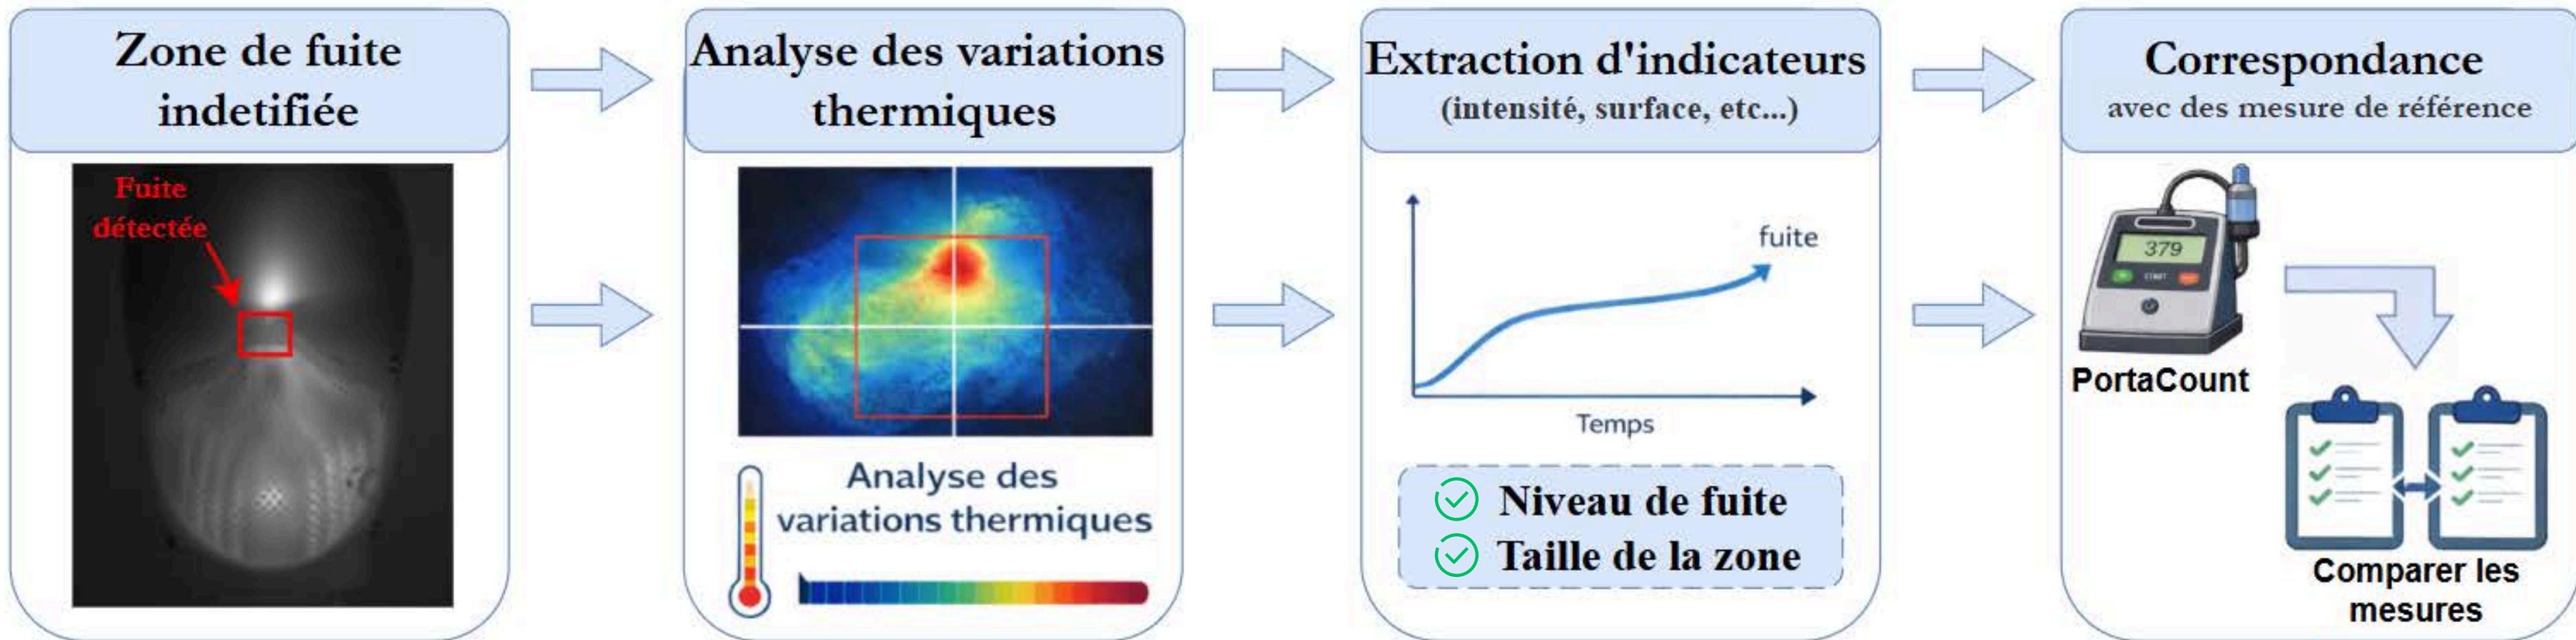 Zone de fuite
indetifiée
Fuite
détectée
Analyse des variations
thermiques
Analyse des
variations thermiques
Extraction d'indicateurs
(intensité, surface, etc...)
fuite
Temps
Niveau de fuite
Taille de la zone
Correspondance
avec des mesure de référence
379
START
PortaCount
Comparer les
mesures